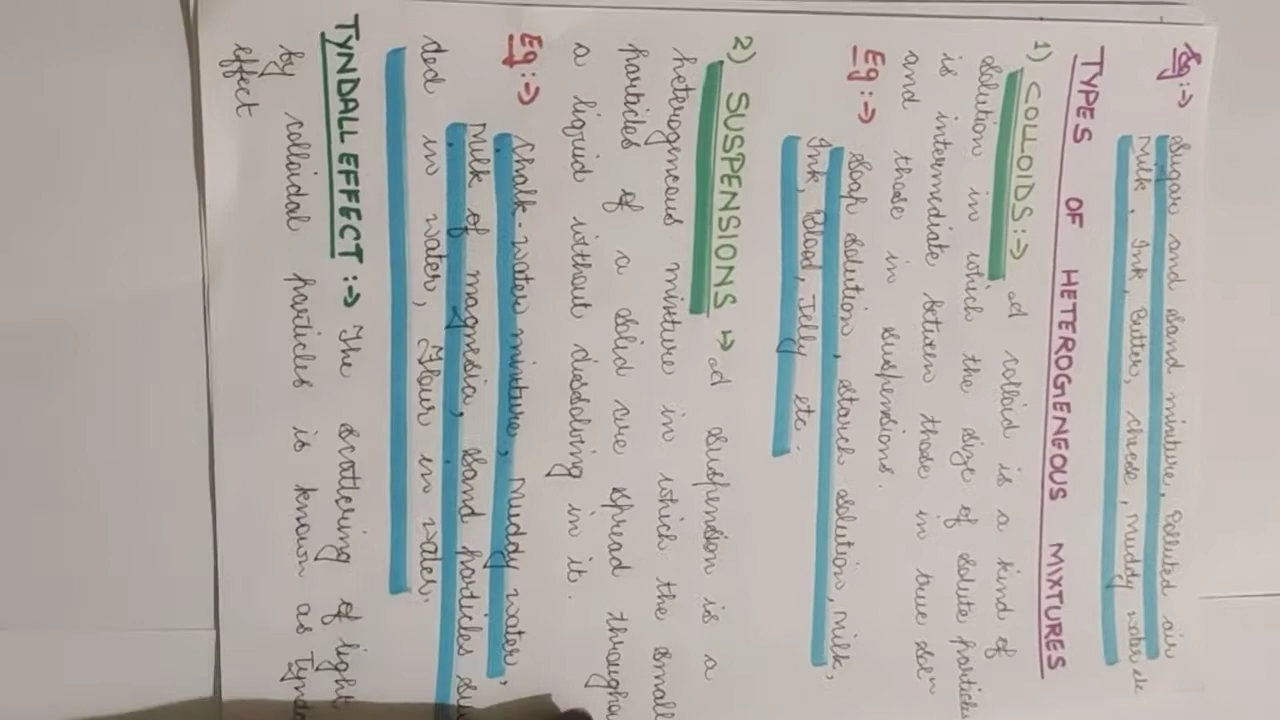 Eg:→ Sugar and sand mixture, Polluted air
Milk, Ink, Butter, cheese, Muddy water etc
TYPES OF HETEROGENEOUS MIXTURES
1) COLLOIDS:→ A colloid is a kind of
solution in which the size of solute particles
is intermediate between those in true solⁿ
and those in suspensions.
Eg:→ Soap solution, starch solution, milk,
Ink, Blood, Jelly etc.
2) SUSPENSIONS → A suspension is a
heterogeneous mixture in which the small
particles of a solid are spread throughou
a liquid without dissolving in it.
Eg:→ Chalk-water mixture, Muddy water,
Milk of magnesia, Sand particles su
ded in water, Flour in water.
TYNDALL EFFECT:→ The scattering of light
by colloidal particles is known as Tynda
effect